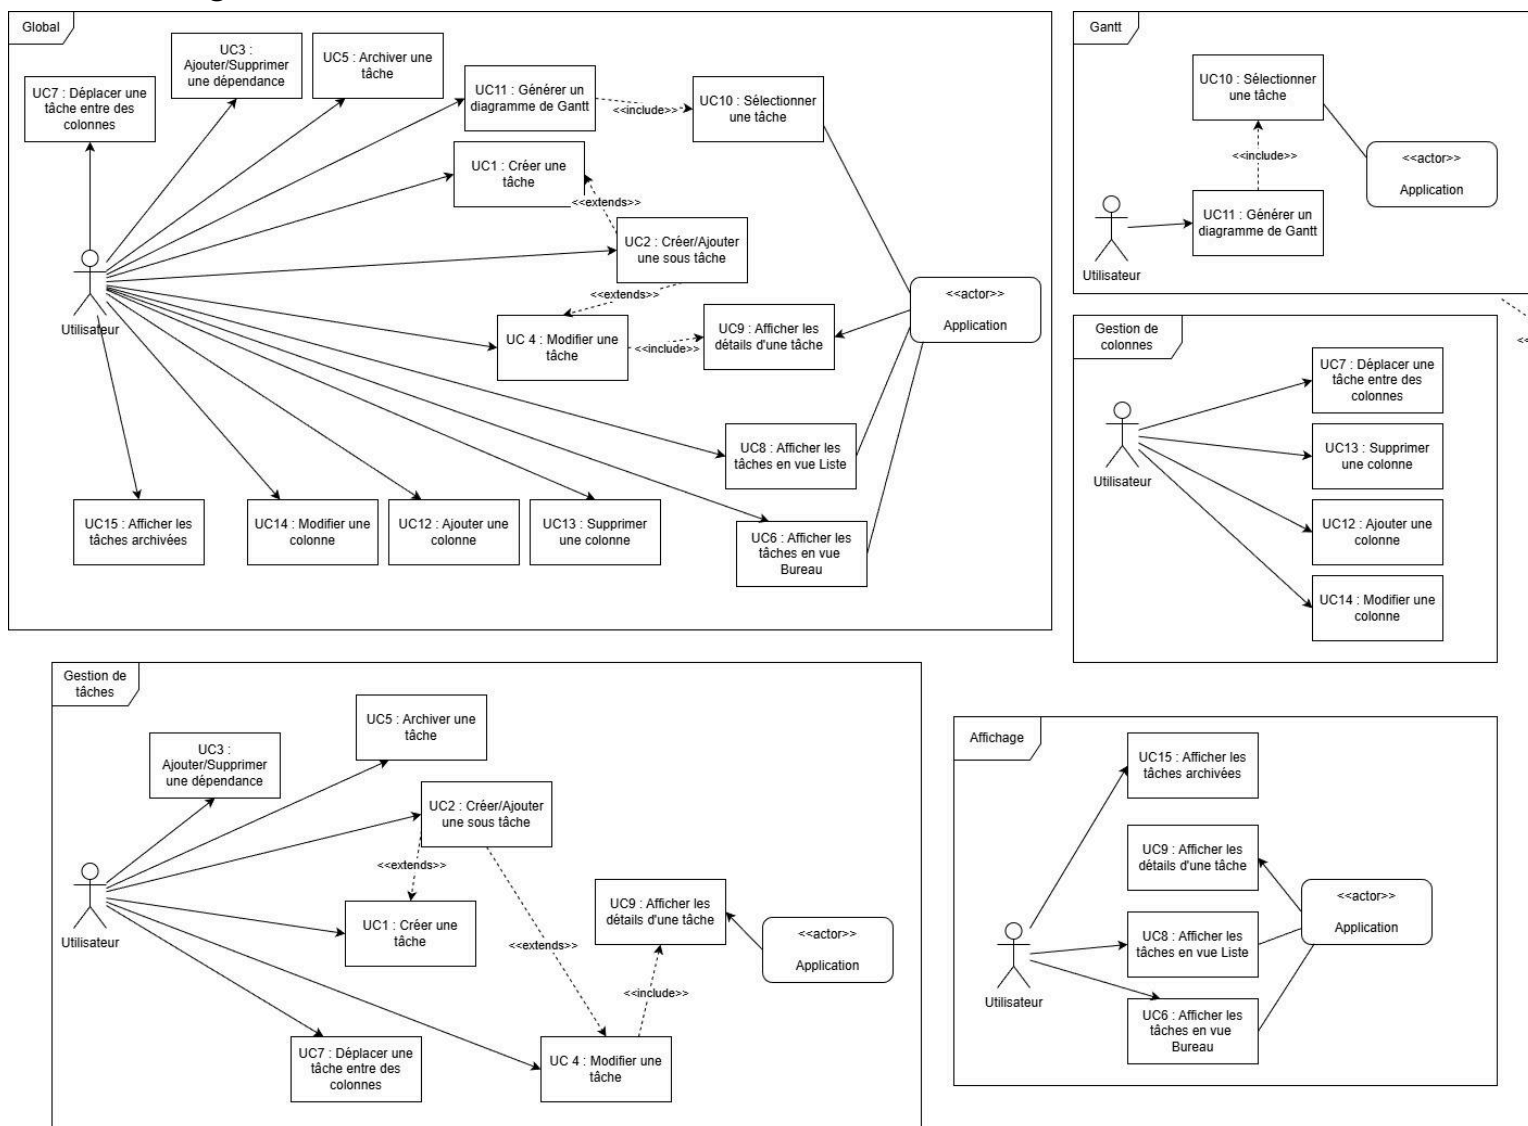 Global
UC3 :
Ajouter/Supprimer
une dépendance
UC5 : Archiver une
tâche
UC7 : Déplacer une
tâche entre des
colonnes
UC11 : Générer un
diagramme de Gantt
<<include>>
UC10 : Sélectionner
une tâche
UC1 : Créer une
tâche
<<extends>>
UC2 : Créer/Ajouter
une sous tâche
<<extends>>
Utilisateur
UC 4 : Modifier une
tâche
<<include>>
UC9 : Afficher les
détails d'une tâche
<<actor>>
Application
UC8 : Afficher les
tâches en vue Liste
UC15 : Afficher les
tâches archivées
UC14 : Modifier une
colonne
UC12 : Ajouter une
colonne
UC13 : Supprimer
une colonne
UC6 : Afficher les
tâches en vue
Bureau
Gantt
UC10 : Sélectionner
une tâche
<<include>>
<<actor>>
Application
UC11 : Générer un
diagramme de Gantt
Utilisateur
<<
Gestion de
colonnes
UC7 : Déplacer une
tâche entre des
colonnes
UC13 : Supprimer
une colonne
Utilisateur
UC12 : Ajouter une
colonne
UC14 : Modifier une
colonne
Gestion de
tâches
UC5 : Archiver une
tâche
UC3 :
Ajouter/Supprimer
une dépendance
UC2 : Créer/Ajouter
une sous tâche
<<extends>>
Utilisateur
UC1 : Créer une
tâche
UC9 : Afficher les
détails d'une tâche
<<extends>>
<<actor>>
Application
<<include>>
UC7 : Déplacer une
tâche entre des
colonnes
UC 4 : Modifier une
tâche
Affichage
UC15 : Afficher les
tâches archivées
UC9 : Afficher les
détails d'une tâche
<<actor>>
Application
UC8 : Afficher les
tâches en vue Liste
Utilisateur
UC6 : Afficher les
tâches en vue
Bureau